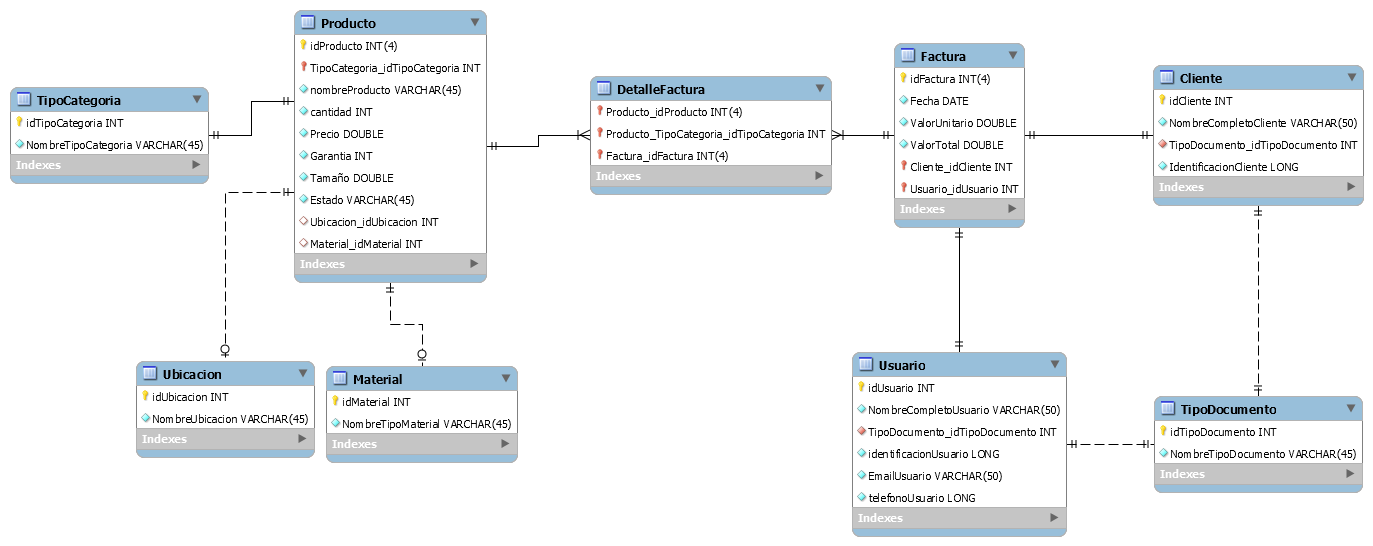 Producto
idProducto INT(4)
TipoCategoria_idTipoCategoria INT
nombreProducto VARCHAR(45)
cantidad INT
Precio DOUBLE
Garantia INT
Tamaño DOUBLE
Estado VARCHAR(45)
Ubicacion_idUbicacion INT
Material_idMaterial INT
Indexes
TipoCategoria
idTipoCategoria INT
NombreTipoCategoria VARCHAR(45)
Indexes
DetalleFactura
Producto_idProducto INT(4)
Producto_TipoCategoria_idTipoCategoria INT
Factura_idFactura INT(4)
Indexes
Factura
idFactura INT(4)
Fecha DATE
ValorUnitario DOUBLE
ValorTotal DOUBLE
Cliente_idCliente INT
Usuario_idUsuario INT
Indexes
Cliente
idCliente INT
NombreCompletoCliente VARCHAR(50)
TipoDocumento_idTipoDocumento INT
IdentificacionCliente LONG
Indexes
Ubicacion
idUbicacion INT
NombreUbicacion VARCHAR(45)
Indexes
Material
idMaterial INT
NombreTipoMaterial VARCHAR(45)
Indexes
Usuario
idUsuario INT
NombreCompletoUsuario VARCHAR(50)
TipoDocumento_idTipoDocumento INT
identificacionUsuario LONG
EmailUsuario VARCHAR(50)
telefonoUsuario LONG
Indexes
TipoDocumento
idTipoDocumento INT
NombreTipoDocumento VARCHAR(45)
Indexes